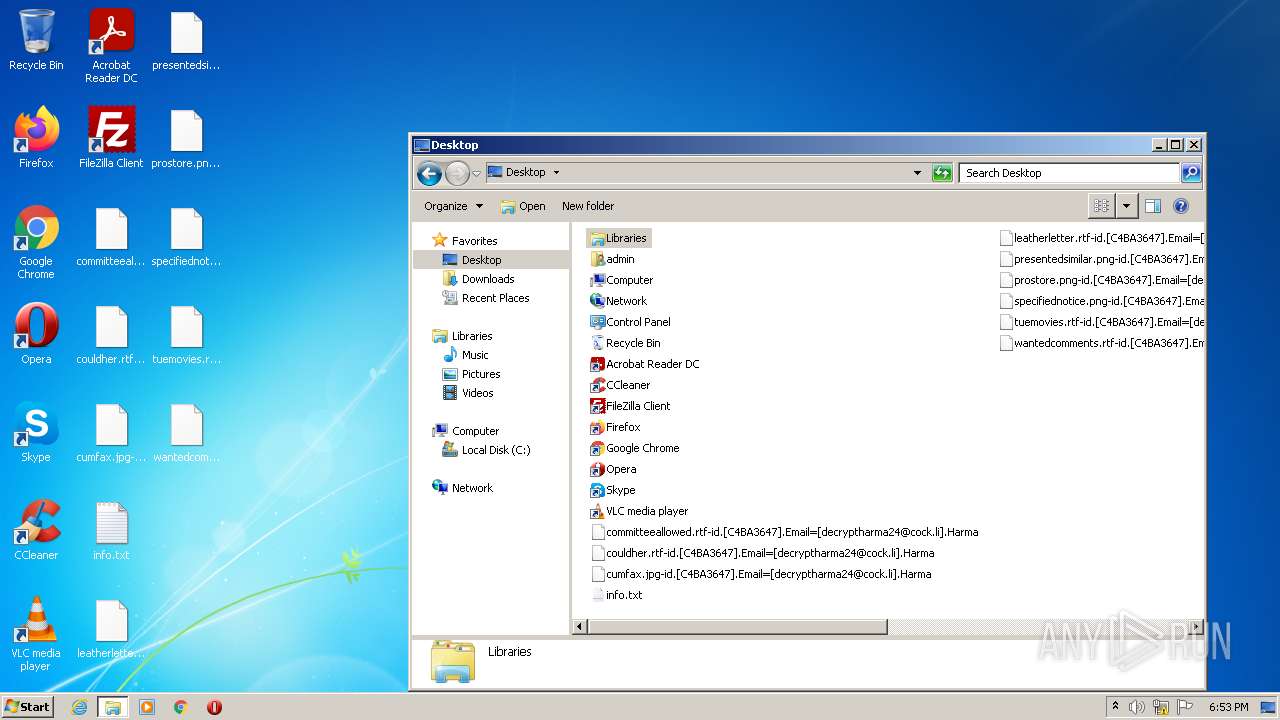 Recycle Bin
Acrobat
Reader DC
presentedsi...
Firefox
FileZilla Client
prostore.pn...
Google
Chrome
committeeal...
specifiednot...
Opera
couldher.rtf...
tuemovies.r...
Skype
cumfax.jpg-...
wantedcom...
CCleaner
info.txt
VLC media
player
leatherlette...
Desktop
Desktop
Search Desktop
Organize
Open
New folder
Favorites
Desktop
Downloads
Recent Places
Libraries
Music
Pictures
Videos
Computer
Local Disk (C:)
Network
Libraries
admin
Computer
Network
Control Panel
Recycle Bin
Acrobat Reader DC
CCleaner
FileZilla Client
Firefox
Google Chrome
Opera
Skype
VLC media player
committeeallowed.rtf-id.[C4BA3647].Email=[decryptharma24@cock.li].Harma
couldher.rtf-id.[C4BA3647].Email=[decryptharma24@cock.li].Harma
cumfax.jpg-id.[C4BA3647].Email=[decryptharma24@cock.li].Harma
info.txt
leatherletter.rtf-id.[C4BA3647].Email=[
presentedsimilar.png-id.[C4BA3647].Em
prostore.png-id.[C4BA3647].Email=[de
specifiednotice.png-id.[C4BA3647].Ema
tuemovies.rtf-id.[C4BA3647].Email=[de
wantedcomments.rtf-id.[C4BA3647].Em
Libraries
ANY RUN
Start
6:53 PM